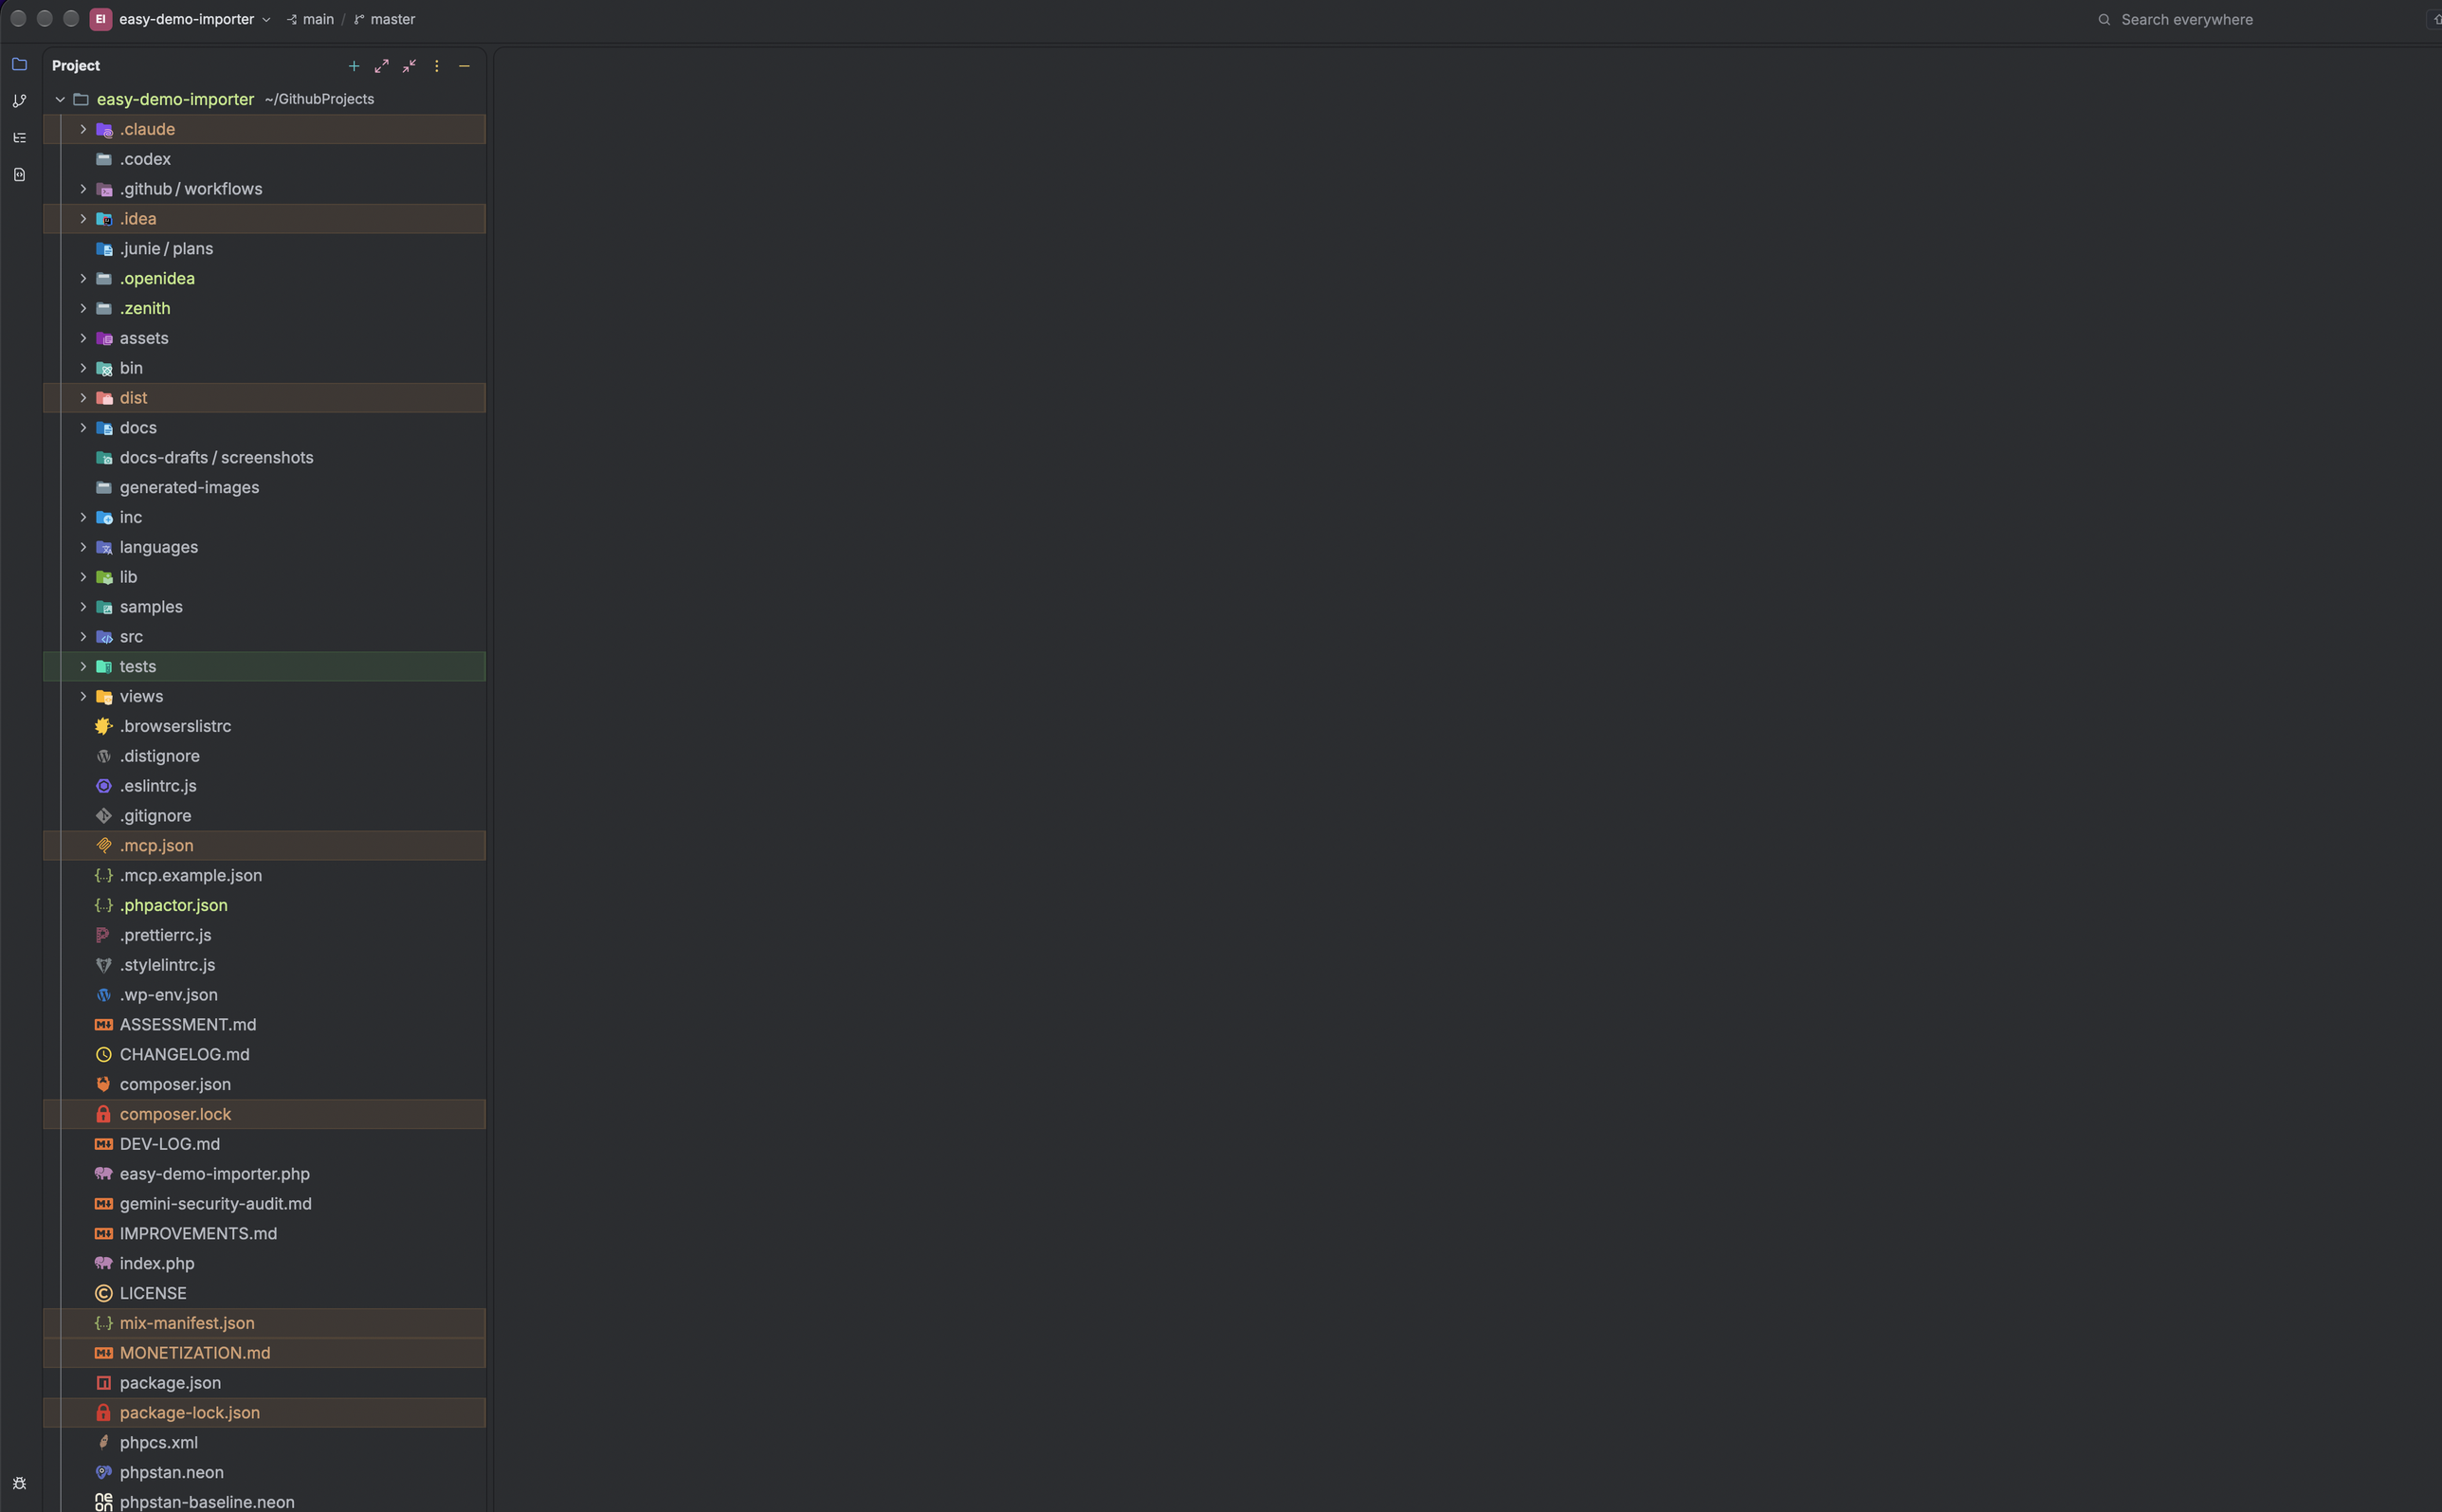 EI easy-demo-importer main / master Search everywhere
Project
easy-demo-importer ~/GithubProjects
.claude
.codex
.github / workflows
.idea
.junie / plans
.openidea
.zenith
assets
bin
dist
docs
docs-drafts / screenshots
generated-images
inc
languages
lib
samples
src
tests
views
.browserslistrc
.distignore
.eslintrc.js
.gitignore
.mcp.json
.mcp.example.json
.phpactor.json
.prettierrc.js
.stylelintrc.js
.wp-env.json
ASSESSMENT.md
CHANGELOG.md
composer.json
composer.lock
DEV-LOG.md
easy-demo-importer.php
gemini-security-audit.md
IMPROVEMENTS.md
index.php
LICENSE
mix-manifest.json
MONETIZATION.md
package.json
package-lock.json
phpcs.xml
phpstan.neon
phpstan-baseline.neon